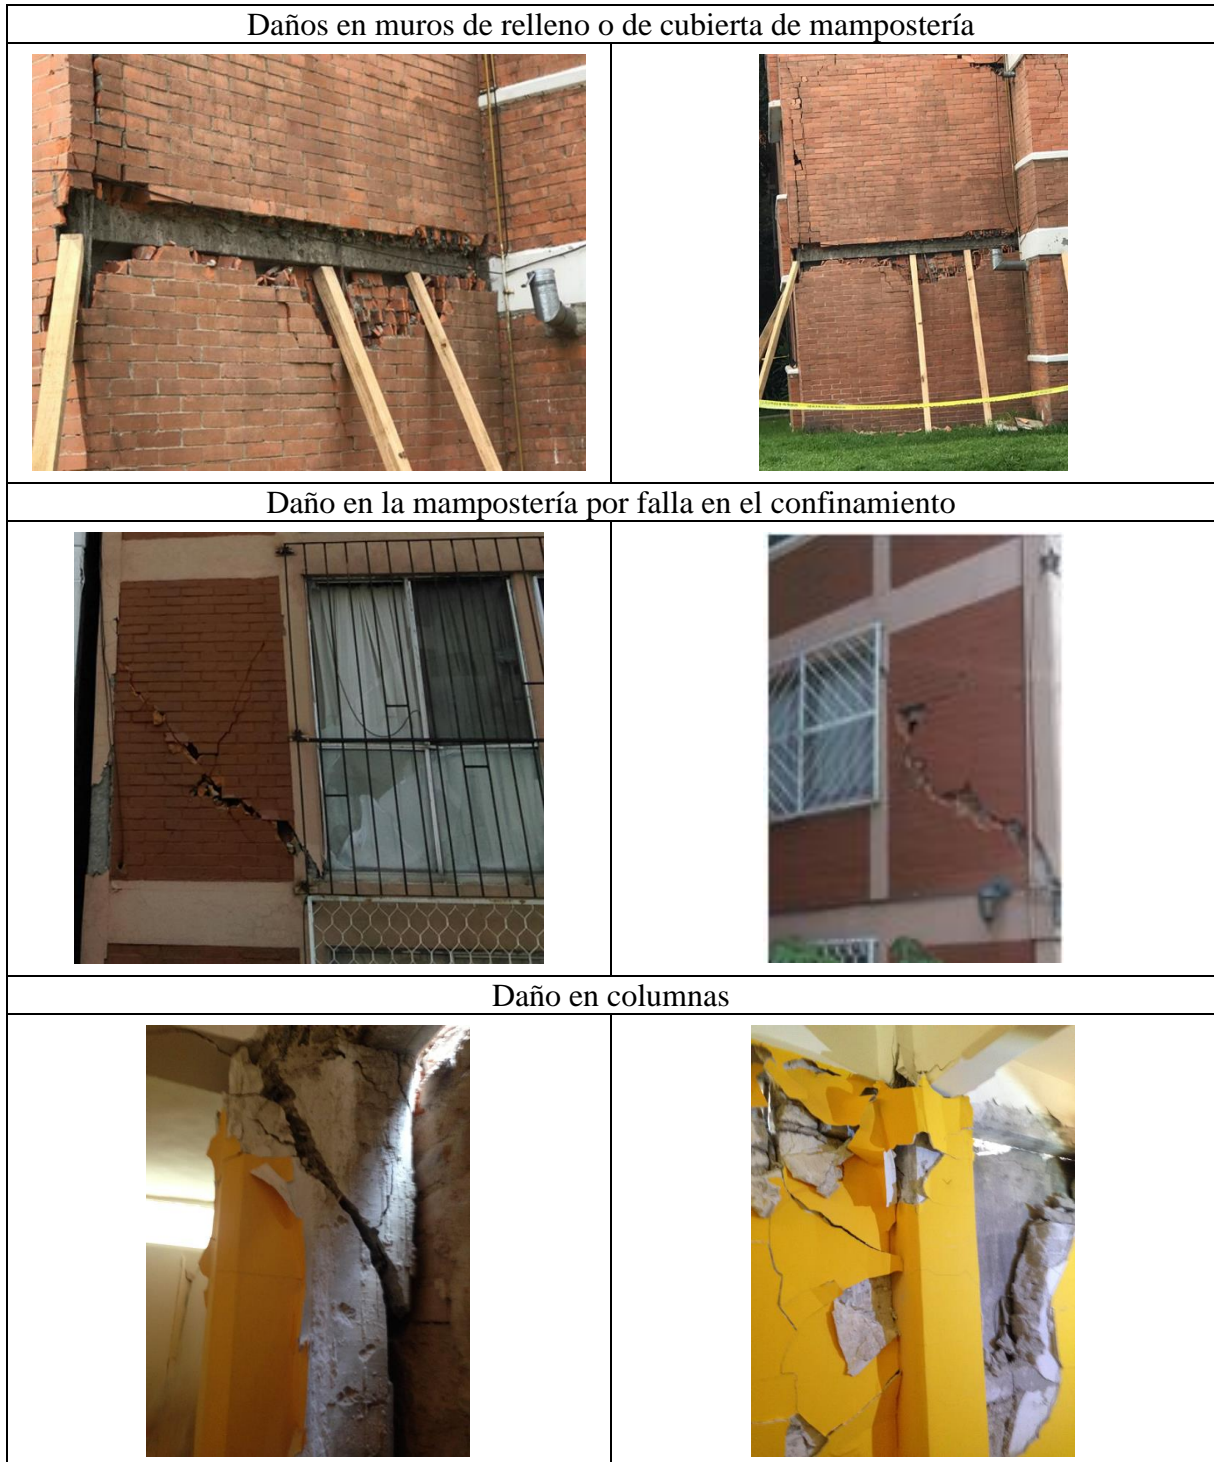 Daños en muros de relleno o de cubierta de mampostería
Daño en la mampostería por falla en el confinamiento
Daño en columnas